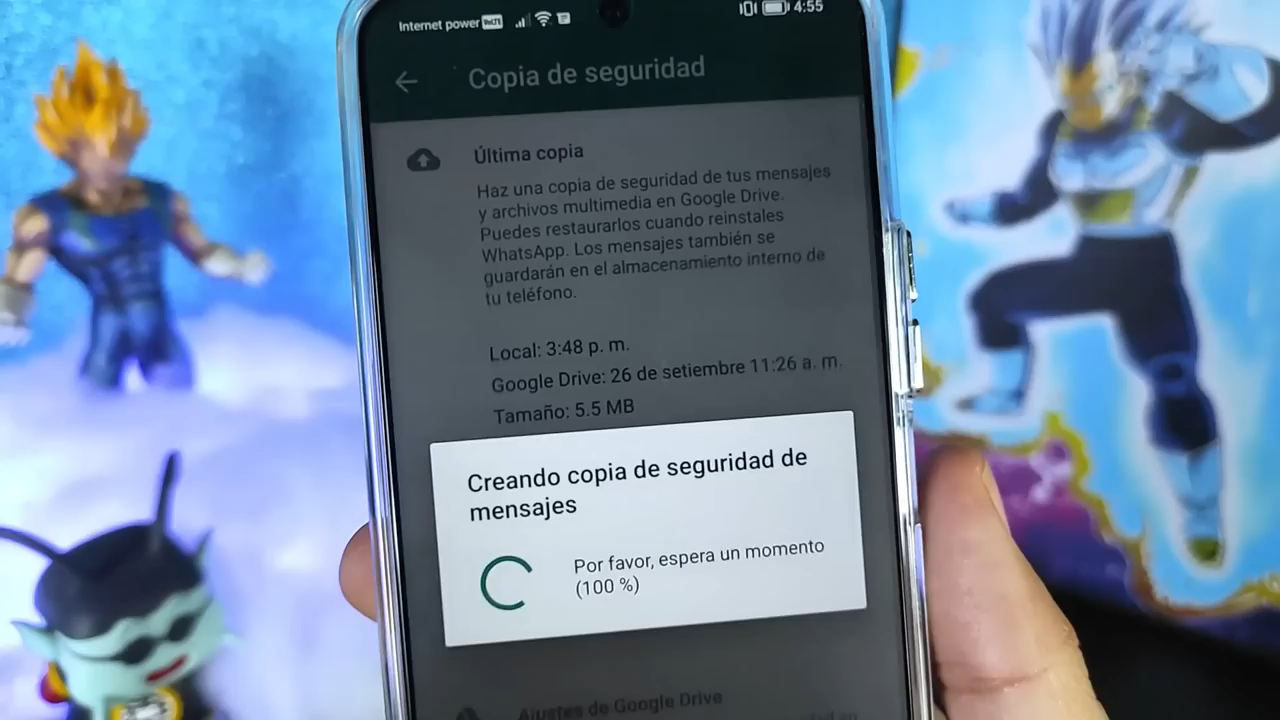 Internet power VoLTE 4:55
Copia de seguridad
Última copia
Haz una copia de seguridad de tus mensajes
y archivos multimedia en Google Drive.
Puedes restaurarlos cuando reinstales
WhatsApp. Los mensajes también se
guardarán en el almacenamiento interno de
tu teléfono.
Local: 3:48 p. m.
Google Drive: 26 de setiembre 11:26 a. m.
Tamaño: 5.5 MB
Creando copia de seguridad de
mensajes
Por favor, espera un momento
(100 %)
Ajustes de Google Drive